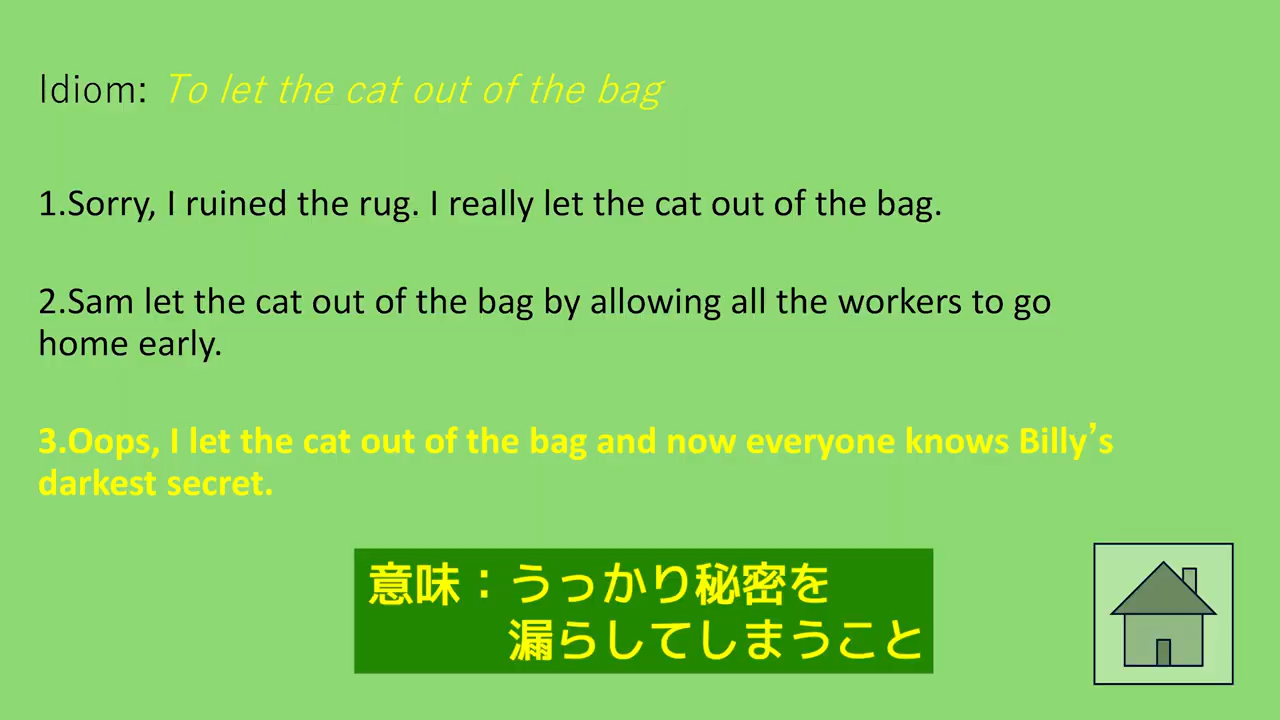 Idiom: To let the cat out of the bag
1.Sorry, I ruined the rug. I really let the cat out of the bag.
2.Sam let the cat out of the bag by allowing all the workers to go
home early.
3.Oops, I let the cat out of the bag and now everyone knows Billy’s
darkest secret.
意味：うっかり秘密を
漏らしてしまうこと